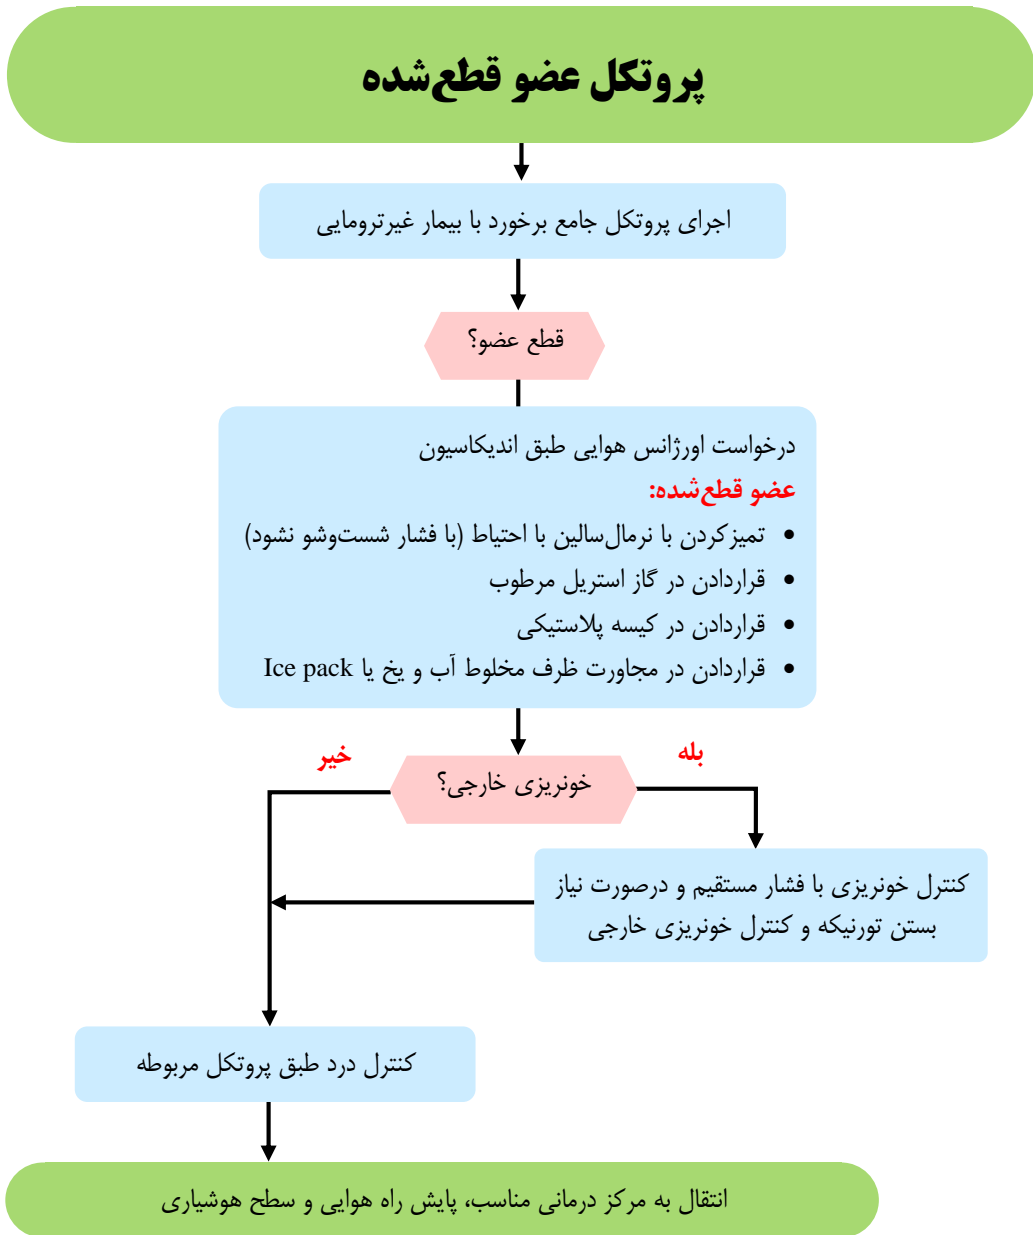 پروتکل عضو قطع‌شده
اجرای پروتکل جامع برخورد با بیمار غیرترومایی
قطع عضو؟
درخواست اورژانس هوایی طبق اندیکاسیون
عضو قطع‌شده:
• تمیزکردن با نرمال‌سالین با احتیاط (با فشار شست‌وشو نشود)
• قراردادن در گاز استریل مرطوب
• قراردادن در کیسه پلاستیکی
• قراردادن در مجاورت ظرف مخلوط آب و یخ یا Ice pack
خونریزی خارجی؟
بله
خیر
کنترل خونریزی با فشار مستقیم و درصورت نیاز
بستن تورنیکه و کنترل خونریزی خارجی
کنترل درد طبق پروتکل مربوطه
انتقال به مرکز درمانی مناسب، پایش راه هوایی و سطح هوشیاری